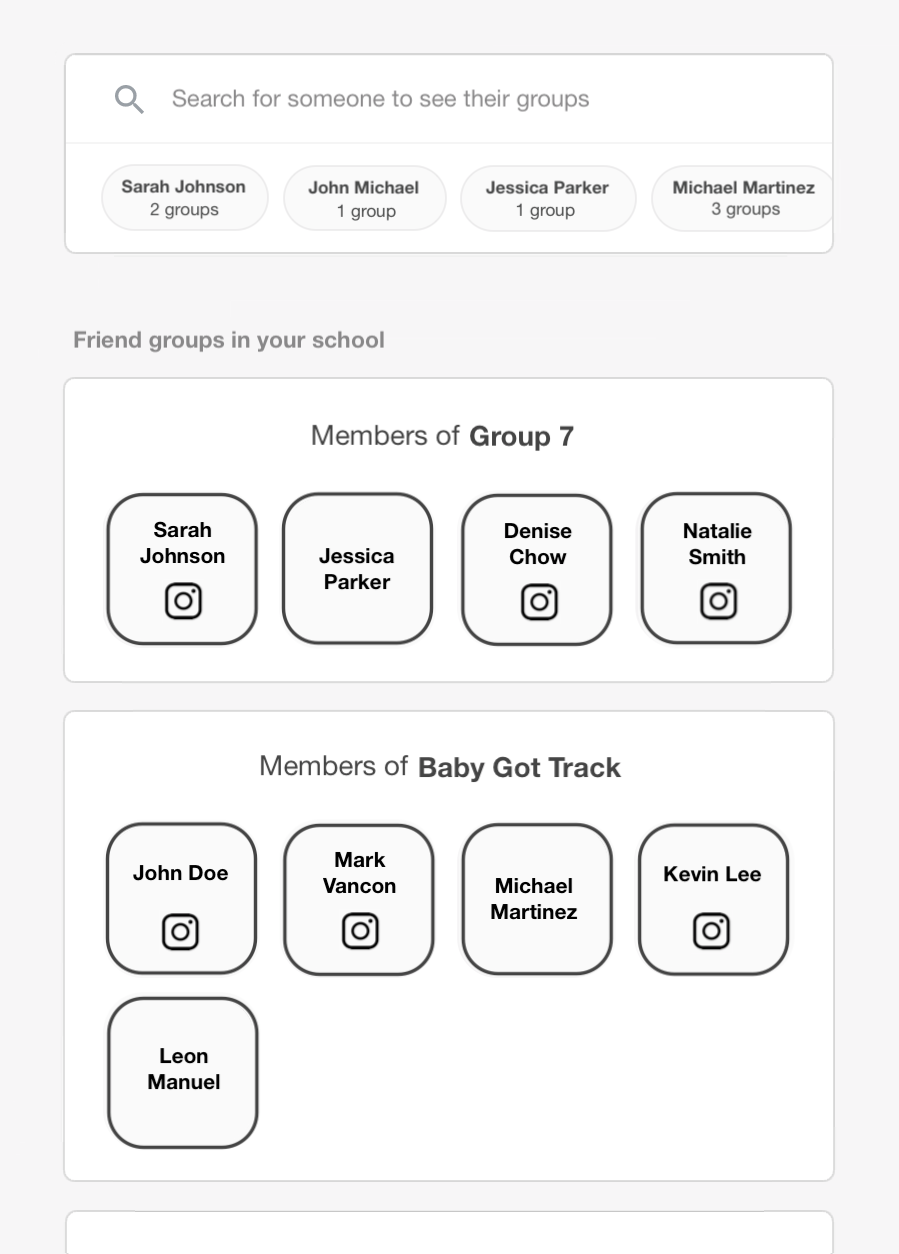 Search for someone to see their groups
Sarah Johnson
2 groups
John Michael
1 group
Jessica Parker
1 group
Michael Martinez
3 groups
Friend groups in your school
Members of Group 7
Sarah
Johnson
Jessica
Parker
Denise
Chow
Natalie
Smith
Members of Baby Got Track
John Doe
Mark
Vancon
Michael
Martinez
Kevin Lee
Leon
Manuel